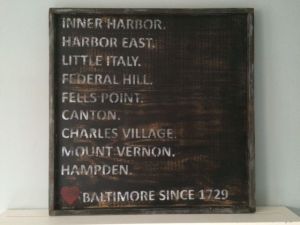 INNER HARBOR.
HARBOR EAST.
LITTLE ITALY.
FEDERAL HILL.
FELLS POINT.
CANTON.
CHARLES VILLAGE.
MOUNT VERNON.
HAMPDEN.
BALTIMORE SINCE 1729